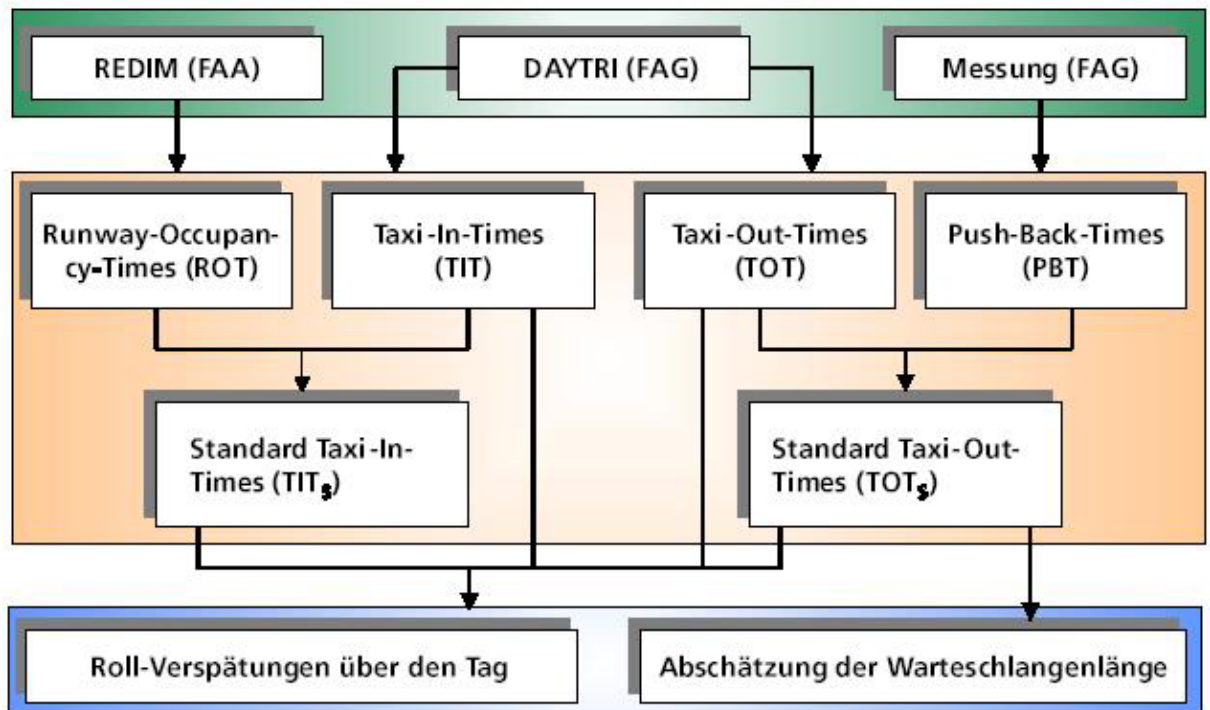 REDIM (FAA)
DAYTRI (FAG)
Messung (FAG)
Runway-Occupan-
cy-Times (ROT)
Taxi-In-Times
(TIT)
Taxi-Out-Times
(TOT)
Push-Back-Times
(PBT)
Standard Taxi-In-
Times (TITs)
Standard Taxi-Out-
Times (TOTs)
Roll-Verspätungen über den Tag
Abschätzung der Warteschlangenlänge